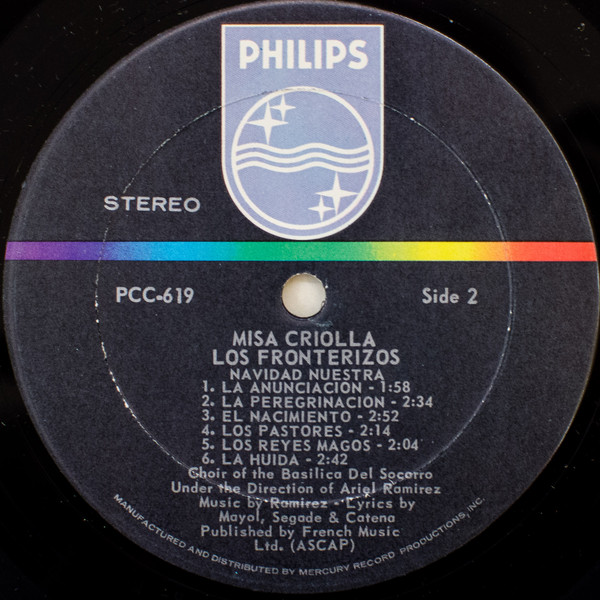 PHILIPS
STEREO
PCC-619
Side 2
MISA CRIOLLA
LOS FRONTERIZOS
NAVIDAD NUESTRA
1. LA ANUNCIACION - 1:58
2. LA PEREGRINACION - 2:34
3. EL NACIMIENTO - 2:52
4. LOS PASTORES - 2:14
5. LOS REYES MAGOS - 2:04
6. LA HUIDA - 2:42
Choir of the Basilica Del Socorro
Under the Direction of Ariel Ramirez
Music by Ramirez - Lyrics by
Mayol, Segade & Catena
Published by French Music
Ltd. (ASCAP)
MANUFACTURED AND DISTRIBUTED BY MERCURY RECORD PRODUCTIONS, INC.